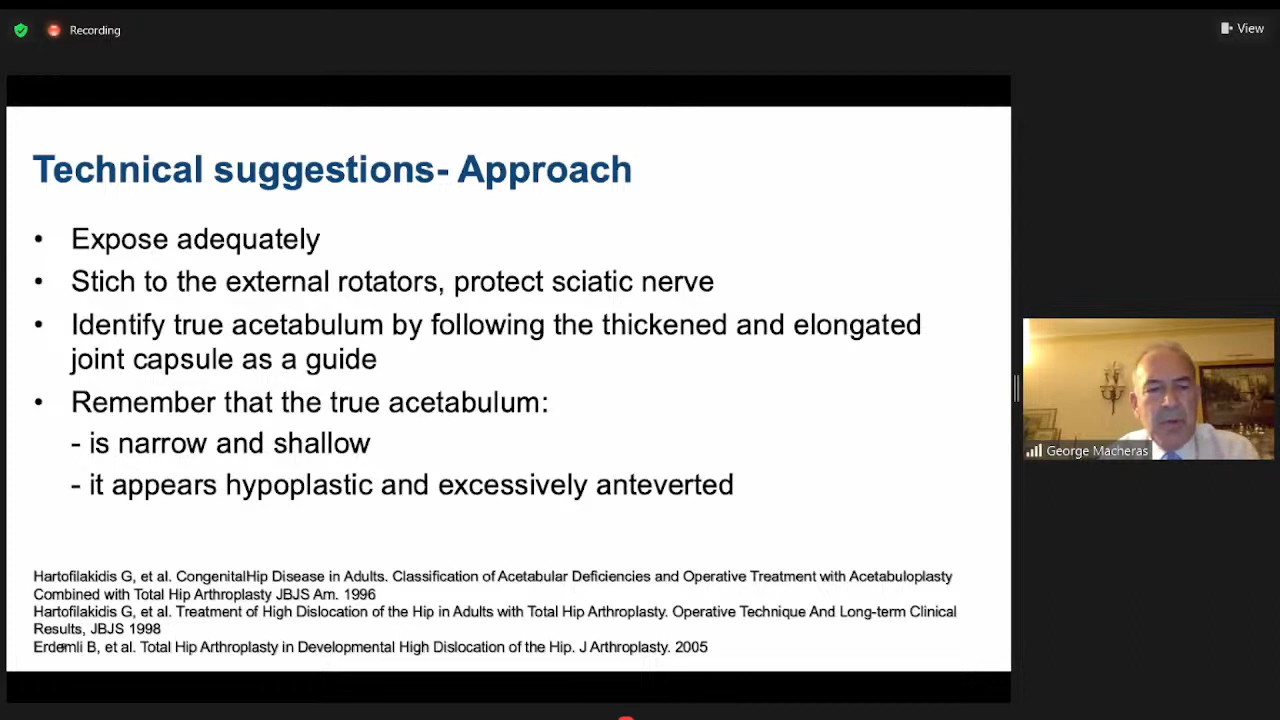 Recording
View
Technical suggestions- Approach
• Expose adequately
• Stich to the external rotators, protect sciatic nerve
• Identify true acetabulum by following the thickened and elongated
joint capsule as a guide
• Remember that the true acetabulum:
- is narrow and shallow
- it appears hypoplastic and excessively anteverted
Hartofilakidis G, et al. CongenitalHip Disease in Adults. Classification of Acetabular Deficiencies and Operative Treatment with Acetabuloplasty
Combined with Total Hip Arthroplasty JBJS Am. 1996
Hartofilakidis G, et al. Treatment of High Dislocation of the Hip in Adults with Total Hip Arthroplasty. Operative Technique And Long-term Clinical
Results, JBJS 1998
Erdemli B, et al. Total Hip Arthroplasty in Developmental High Dislocation of the Hip. J Arthroplasty. 2005
George Macheras